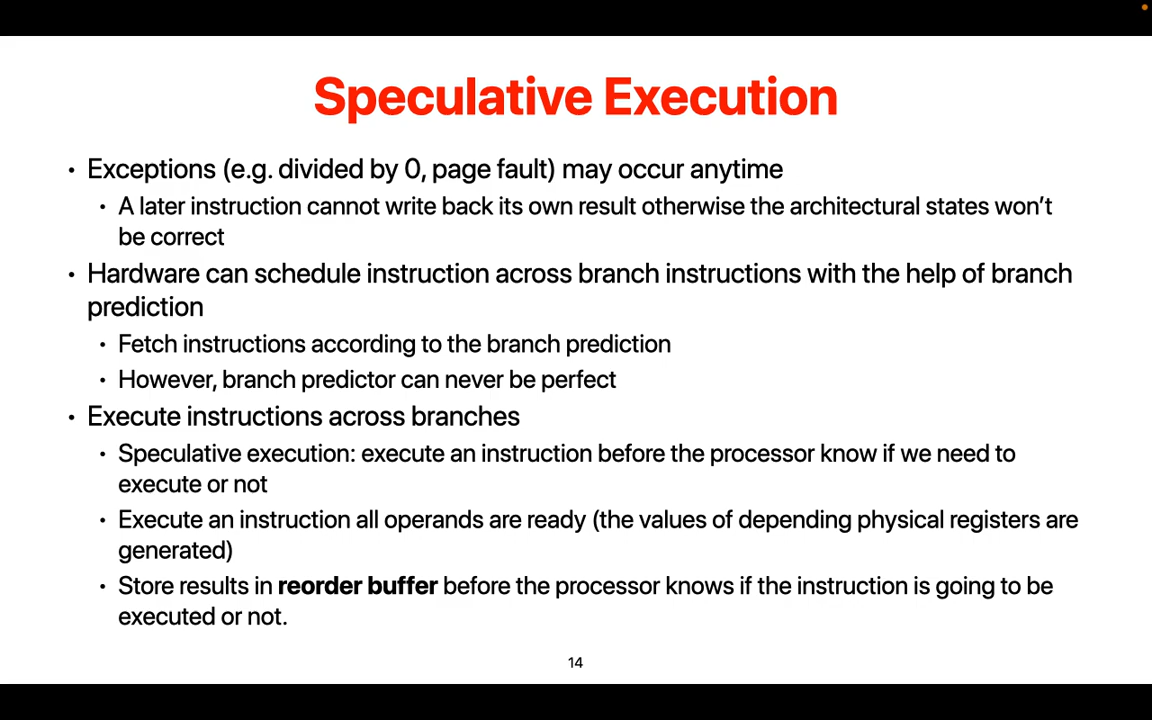 Speculative Execution
• Exceptions (e.g. divided by 0, page fault) may occur anytime
• A later instruction cannot write back its own result otherwise the architectural states won’t
be correct
• Hardware can schedule instruction across branch instructions with the help of branch
prediction
• Fetch instructions according to the branch prediction
• However, branch predictor can never be perfect
• Execute instructions across branches
• Speculative execution: execute an instruction before the processor know if we need to
execute or not
• Execute an instruction all operands are ready (the values of depending physical registers are
generated)
• Store results in reorder buffer before the processor knows if the instruction is going to be
executed or not.
14